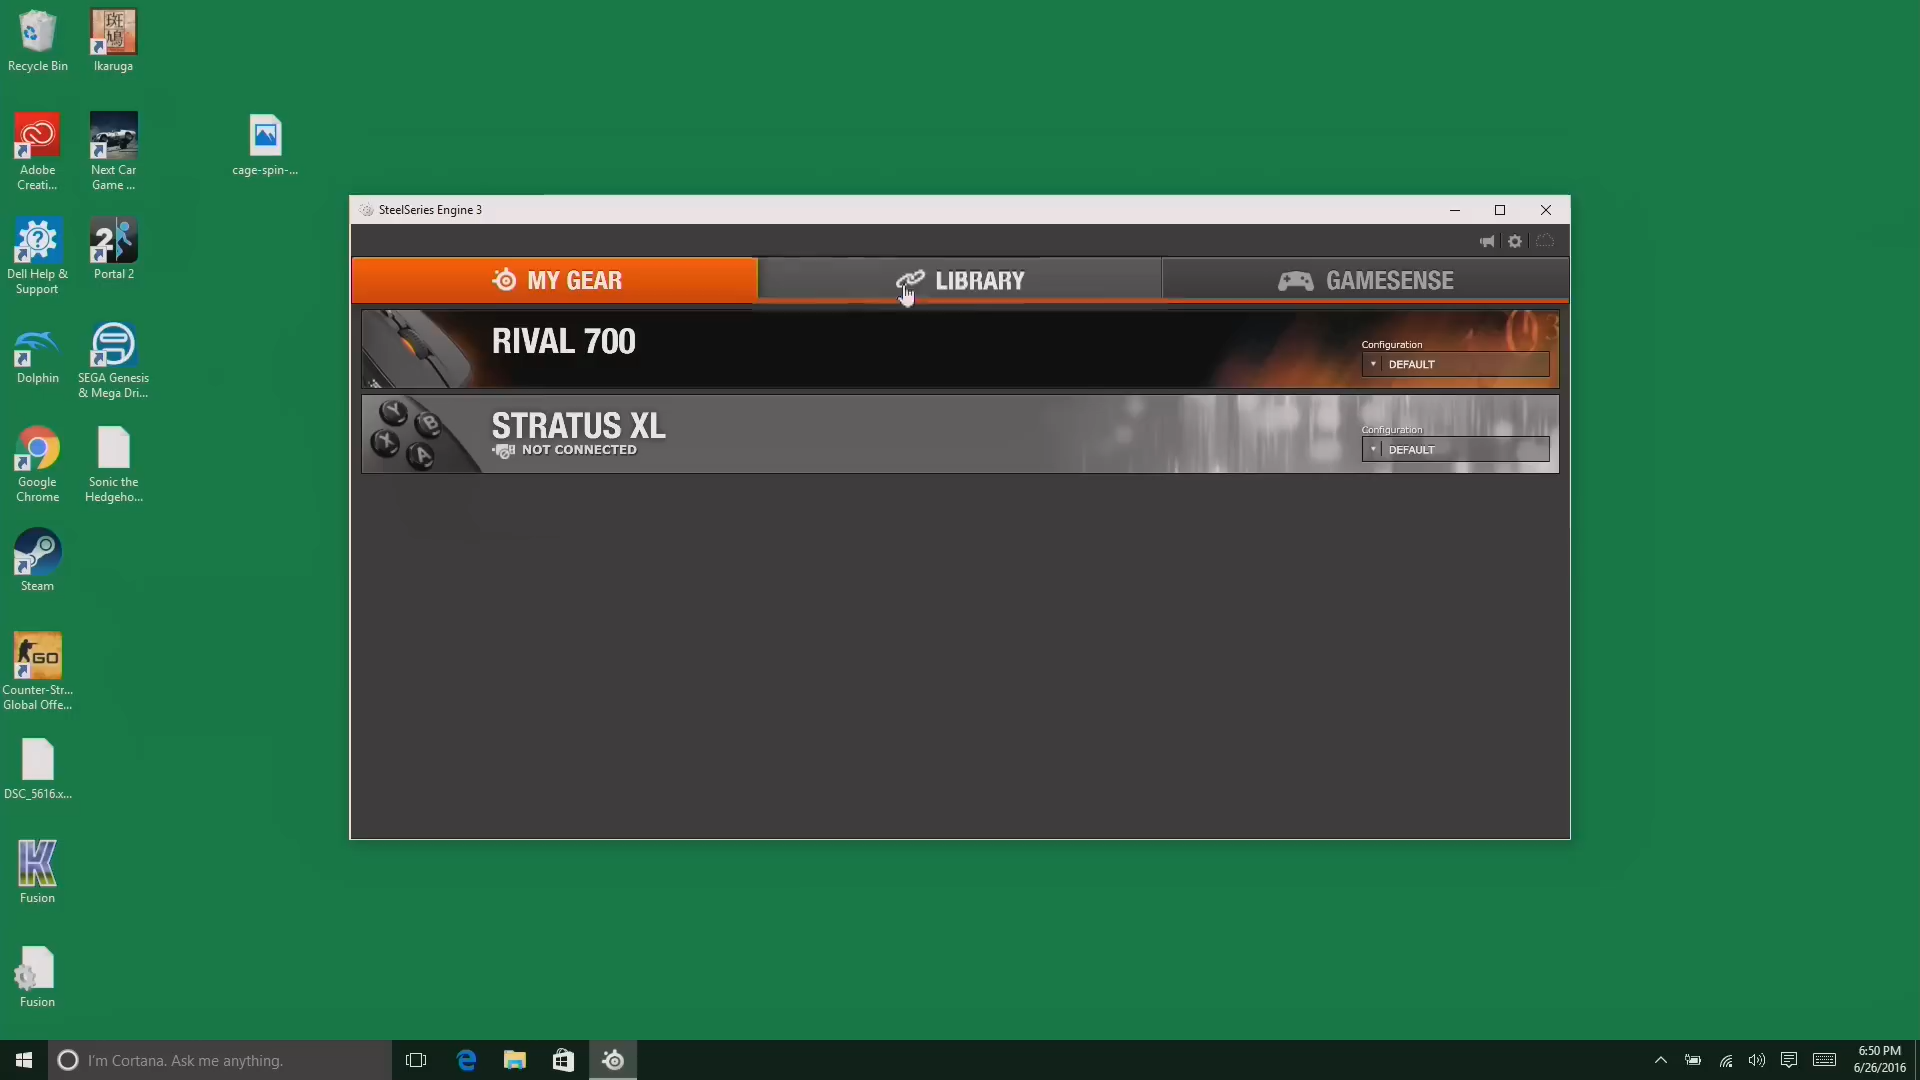 Recycle Bin
Ikaruga
Adobe
Creati...
Next Car
Game ...
cage-spin-...
Dell Help &
Support
Portal 2
2
Dolphin
SEGA Genesis
& Mega Dri...
Google
Chrome
Sonic the
Hedgeho...
Steam
GO
Counter-Str...
Global Offe...
DSC_5616.x...
K
Fusion
Fusion
SteelSeries Engine 3
MY GEAR
LIBRARY
GAMESENSE
RIVAL 700
Configuration
DEFAULT
Y
B
X
A
STRATUS XL
NOT CONNECTED
Configuration
DEFAULT
I'm Cortana. Ask me anything.
6:50 PM
6/26/2016